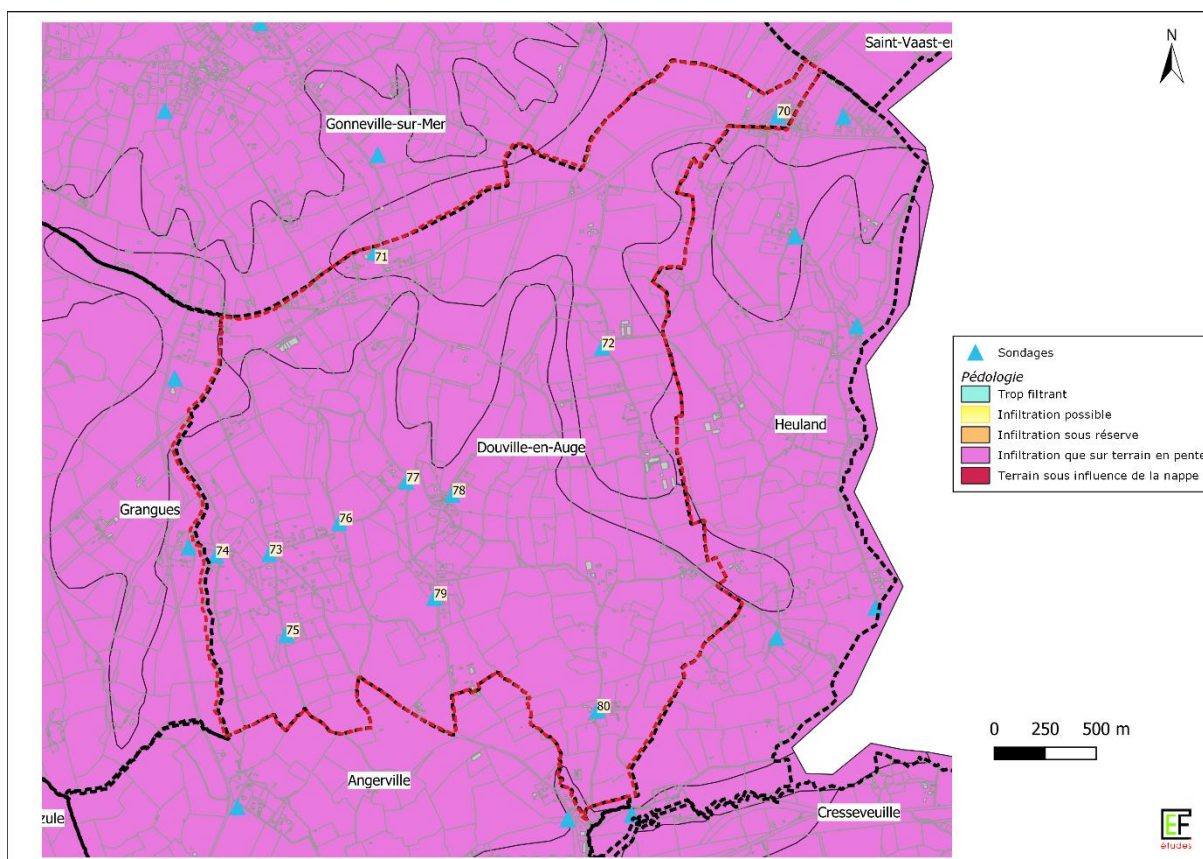 Saint-Vaast-en
N
70
Gonneville-sur-Mer
71
72
Sondages
Pédologie
Trop filtrant
Infiltration possible
Heuland
Infiltration sous réserve
Douville-en-Auge
Infiltration que sur terrain en pente
77
78
Terrain sous influence de la nappe
Grangues
76
74
73
79
75
80
0 250 500 m
Angerville
zule
Cresseveuille
EF
études